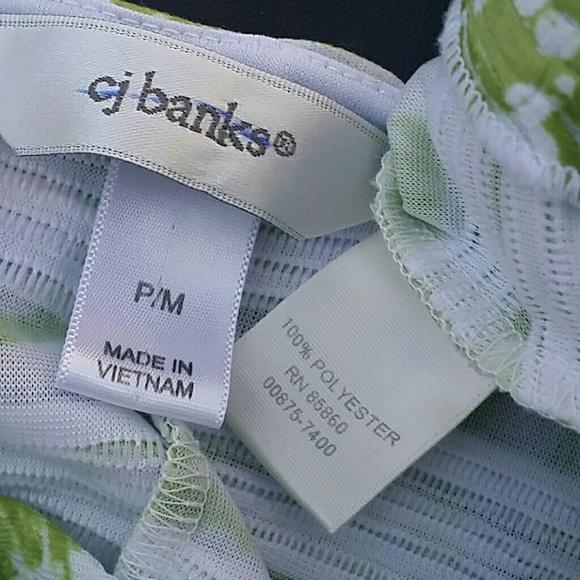 cj banks®
P/M
MADE IN
VIETNAM
100% POLYESTER
RN 85860
00875-7400